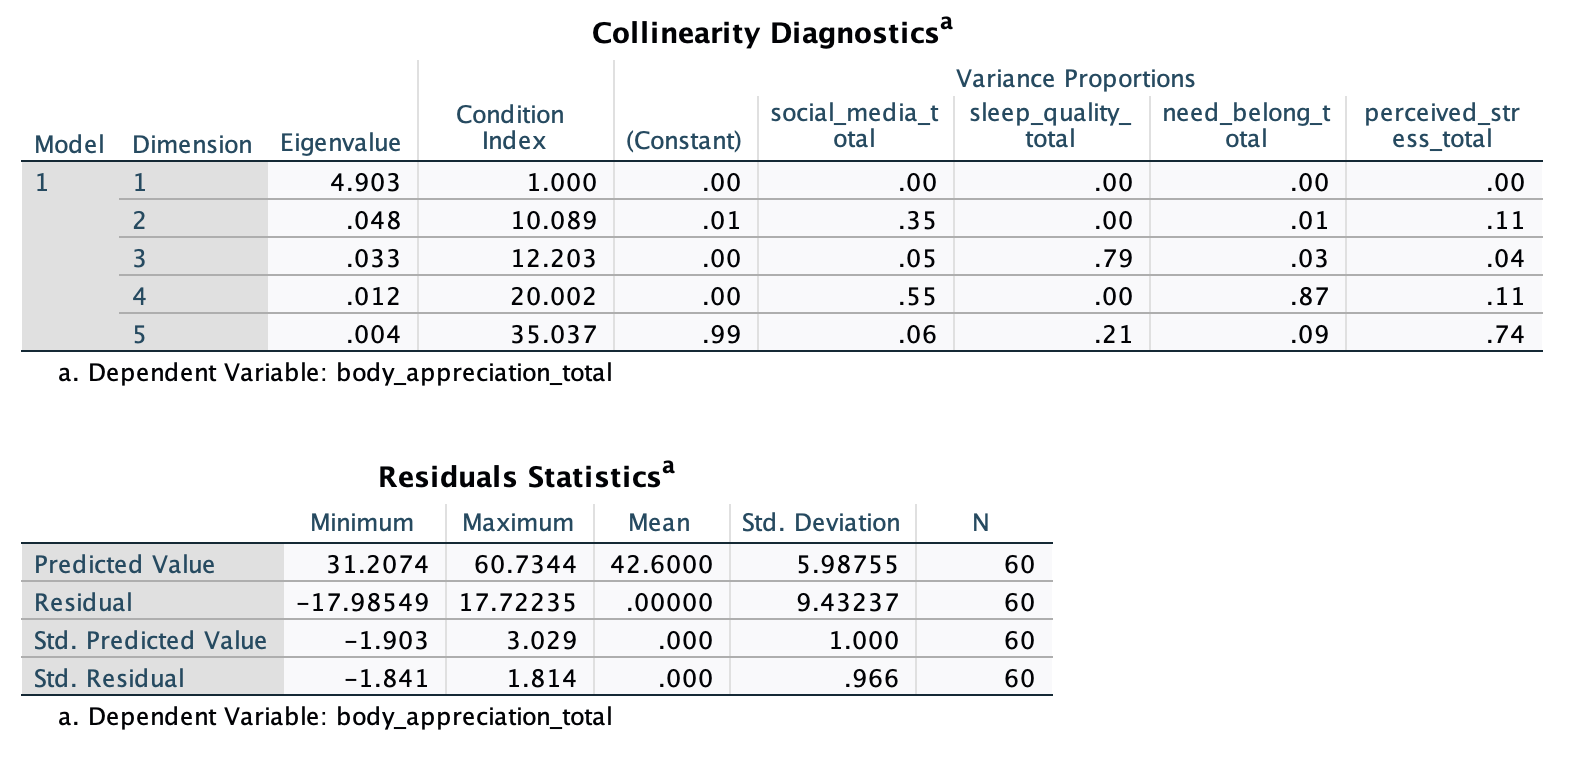 Collinearity Diagnosticsa
Variance Proportions
Model Dimension Eigenvalue Condition Index (Constant) social_media_total sleep_quality_total need_belong_total perceived_stress_total
1 1 4.903 1.000 .00 .00 .00 .00 .00
2 .048 10.089 .01 .35 .00 .01 .11
3 .033 12.203 .00 .05 .79 .03 .04
4 .012 20.002 .00 .55 .00 .87 .11
5 .004 35.037 .99 .06 .21 .09 .74
a. Dependent Variable: body_appreciation_total
Residuals Statisticsa
Minimum Maximum Mean Std. Deviation N
Predicted Value 31.2074 60.7344 42.6000 5.98755 60
Residual -17.98549 17.72235 .00000 9.43237 60
Std. Predicted Value -1.903 3.029 .000 1.000 60
Std. Residual -1.841 1.814 .000 .966 60
a. Dependent Variable: body_appreciation_total